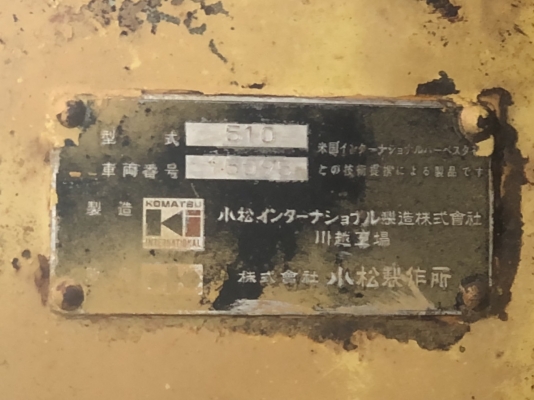 型式 510
米国インターナショナルハーベスター
車両番号
との技術提携による製品です
製造
KOMATSU
INTERNATIONAL
小松インターナショナル製造株式會社
川越工場
株式會社 小松製作所